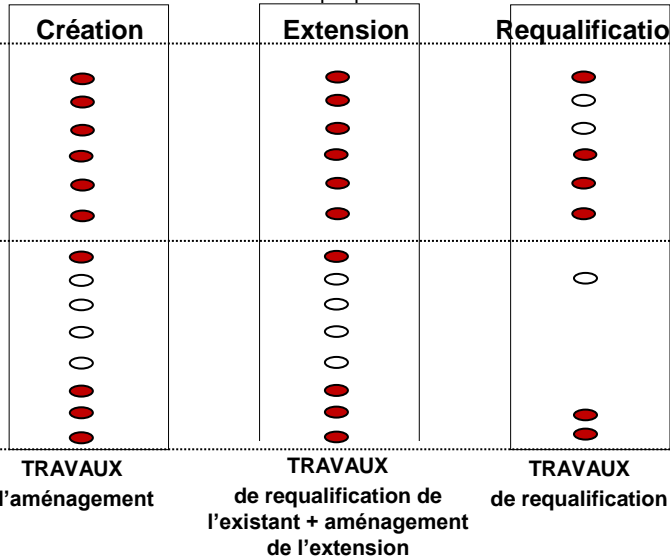 Création
Extension
Requalificatio
TRAVAUX
l'aménagement
TRAVAUX
de requalification de
l'existant + aménagement
de l'extension
TRAVAUX
de requalification